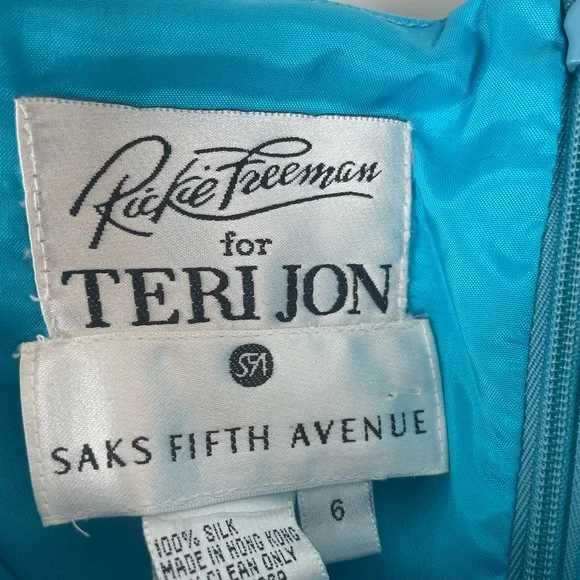 Rickie Freeman
for
TERI JON
SFA
SAKS FIFTH AVENUE
6
100% SILK
MADE IN HONG KONG
CLEAN ONLY